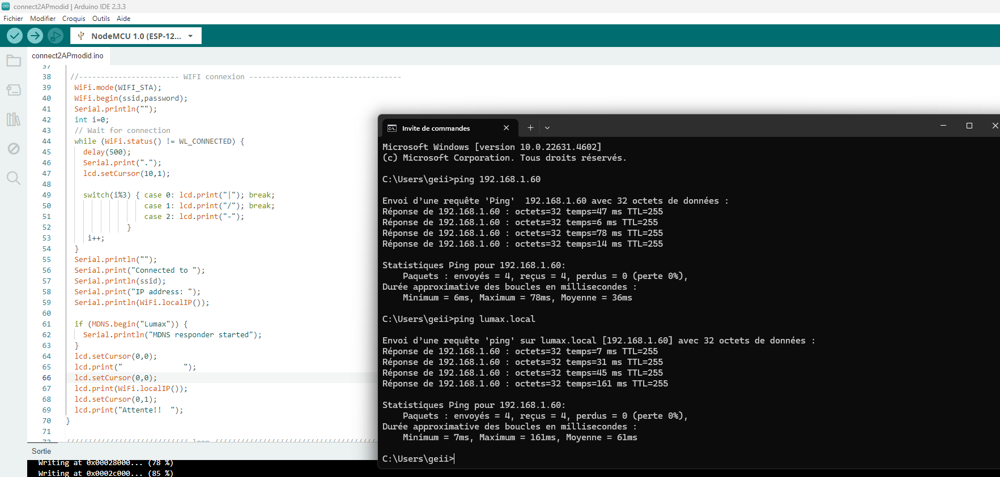 connect2APmodid | Arduino IDE 2.3.3
Fichier Modifier Croquis Outils Aide
NodeMCU 1.0 (ESP-12...
connect2APmodid.ino
37
38 //----------------------- WIFI connexion -----------------------------------
39 WiFi.mode(WIFI_STA);
40 WiFi.begin(ssid,password);
41 Serial.println("");
42 int i=0;
43 // Wait for connection
44 while (WiFi.status() != WL_CONNECTED) {
45 delay(500);
46 Serial.print(".");
47 lcd.setCursor(10,1);
48
49 switch(i%3) { case 0: lcd.print("|"); break;
50 case 1: lcd.print("/"); break;
51 case 2: lcd.print("-");
52 }
53 i++;
54 }
55 Serial.println("");
56 Serial.print("Connected to ");
57 Serial.println(ssid);
58 Serial.print("IP address: ");
59 Serial.println(WiFi.localIP());
60
61 if (MDNS.begin("Lumax")) {
62 Serial.println("MDNS responder started");
63 }
64 lcd.setCursor(0,0);
65 lcd.print("              ");
66 lcd.setCursor(0,0);
67 lcd.print(WiFi.localIP());
68 lcd.setCursor(0,1);
69 lcd.print("Attente!!  ");
70 }
71
72 //////////////////////////// loop /////////////////////////////////////
Sortie
Writing at 0x00028000... (78 %)
Writing at 0x0002c000... (85 %)
Invite de commandes
Microsoft Windows [version 10.0.22631.4602]
(c) Microsoft Corporation. Tous droits réservés.
C:\Users\geii>ping 192.168.1.60
Envoi d’une requête 'Ping'  192.168.1.60 avec 32 octets de données :
Réponse de 192.168.1.60 : octets=32 temps=47 ms TTL=255
Réponse de 192.168.1.60 : octets=32 temps=6 ms TTL=255
Réponse de 192.168.1.60 : octets=32 temps=78 ms TTL=255
Réponse de 192.168.1.60 : octets=32 temps=14 ms TTL=255
Statistiques Ping pour 192.168.1.60:
Paquets : envoyés = 4, reçus = 4, perdus = 0 (perte 0%),
Durée approximative des boucles en millisecondes :
Minimum = 6ms, Maximum = 78ms, Moyenne = 36ms
C:\Users\geii>ping lumax.local
Envoi d’une requête 'ping' sur lumax.local [192.168.1.60] avec 32 octets de données :
Réponse de 192.168.1.60 : octets=32 temps=7 ms TTL=255
Réponse de 192.168.1.60 : octets=32 temps=31 ms TTL=255
Réponse de 192.168.1.60 : octets=32 temps=45 ms TTL=255
Réponse de 192.168.1.60 : octets=32 temps=161 ms TTL=255
Statistiques Ping pour 192.168.1.60:
Paquets : envoyés = 4, reçus = 4, perdus = 0 (perte 0%),
Durée approximative des boucles en millisecondes :
Minimum = 7ms, Maximum = 161ms, Moyenne = 61ms
C:\Users\geii>